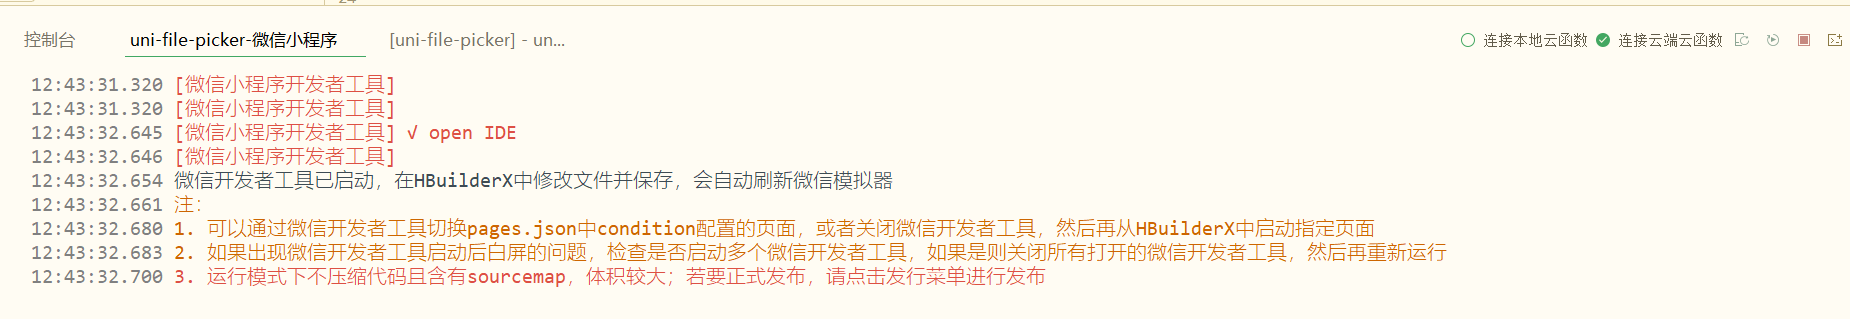 24
控制台 uni-file-picker-微信小程序 [uni-file-picker] - un... 连接本地云函数 连接云端云函数
12:43:31.320 [微信小程序开发者工具]
12:43:31.320 [微信小程序开发者工具]
12:43:32.645 [微信小程序开发者工具] √ open IDE
12:43:32.646 [微信小程序开发者工具]
12:43:32.654 微信开发者工具已启动，在HBuilderX中修改文件并保存，会自动刷新微信模拟器
12:43:32.661 注：
12:43:32.680 1. 可以通过微信开发者工具切换pages.json中condition配置的页面，或者关闭微信开发者工具，然后再从HBuilderX中启动指定页面
12:43:32.683 2. 如果出现微信开发者工具启动后白屏的问题，检查是否启动多个微信开发者工具，如果是则关闭所有打开的微信开发者工具，然后再重新运行
12:43:32.700 3. 运行模式下不压缩代码且含有sourcemap，体积较大；若要正式发布，请点击发行菜单进行发布